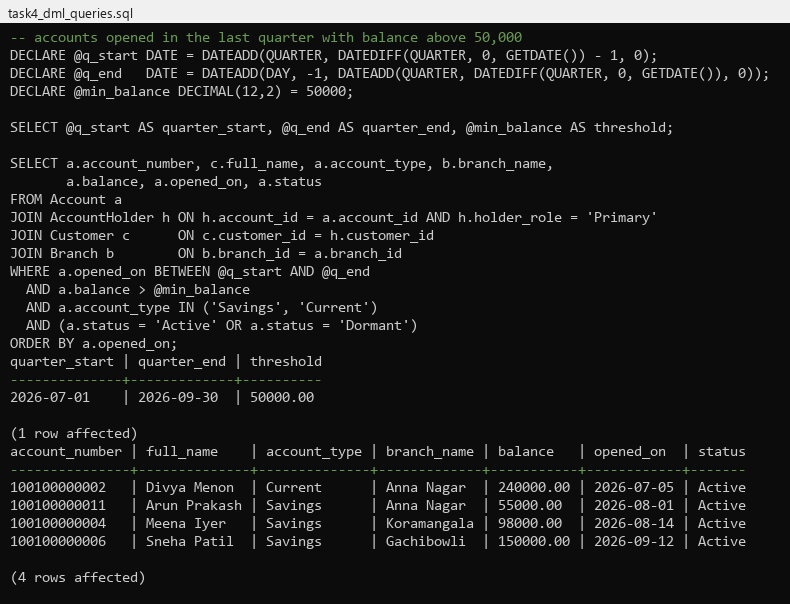 task4_dml_queries.sql
-- accounts opened in the last quarter with balance above 50,000
DECLARE @q_start DATE = DATEADD(QUARTER, DATEDIFF(QUARTER, 0, GETDATE()) - 1, 0);
DECLARE @q_end   DATE = DATEADD(DAY, -1, DATEADD(QUARTER, DATEDIFF(QUARTER, 0, GETDATE()), 0));
DECLARE @min_balance DECIMAL(12,2) = 50000;

SELECT @q_start AS quarter_start, @q_end AS quarter_end, @min_balance AS threshold;

SELECT a.account_number, c.full_name, a.account_type, b.branch_name,
       a.balance, a.opened_on, a.status
FROM Account a
JOIN AccountHolder h ON h.account_id = a.account_id AND h.holder_role = 'Primary'
JOIN Customer c      ON c.customer_id = h.customer_id
JOIN Branch b        ON b.branch_id = a.branch_id
WHERE a.opened_on BETWEEN @q_start AND @q_end
  AND a.balance > @min_balance
  AND a.account_type IN ('Savings', 'Current')
  AND (a.status = 'Active' OR a.status = 'Dormant')
ORDER BY a.opened_on;
quarter_start | quarter_end | threshold
--------------+-------------+----------
2026-07-01    | 2026-09-30  | 50000.00

(1 row affected)
account_number | full_name    | account_type | branch_name | balance   | opened_on  | status
---------------+--------------+--------------+-------------+-----------+------------+-------
100100000002   | Divya Menon  | Current      | Anna Nagar  | 240000.00 | 2026-07-05 | Active
100100000011   | Arun Prakash | Savings      | Anna Nagar  | 55000.00  | 2026-08-01 | Active
100100000004   | Meena Iyer   | Savings      | Koramangala | 98000.00  | 2026-08-14 | Active
100100000006   | Sneha Patil  | Savings      | Gachibowli  | 150000.00 | 2026-09-12 | Active

(4 rows affected)